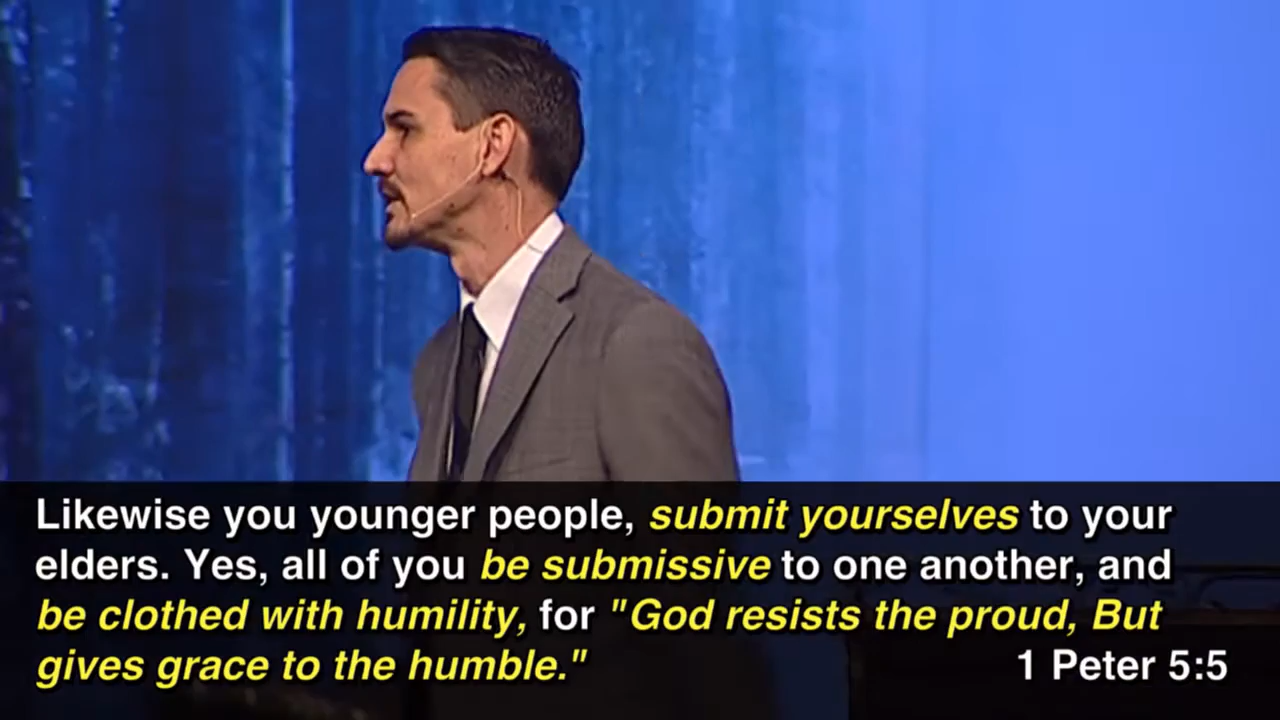 Likewise you younger people, submit yourselves to your
elders. Yes, all of you be submissive to one another, and
be clothed with humility, for "God resists the proud, But
gives grace to the humble."
1 Peter 5:5